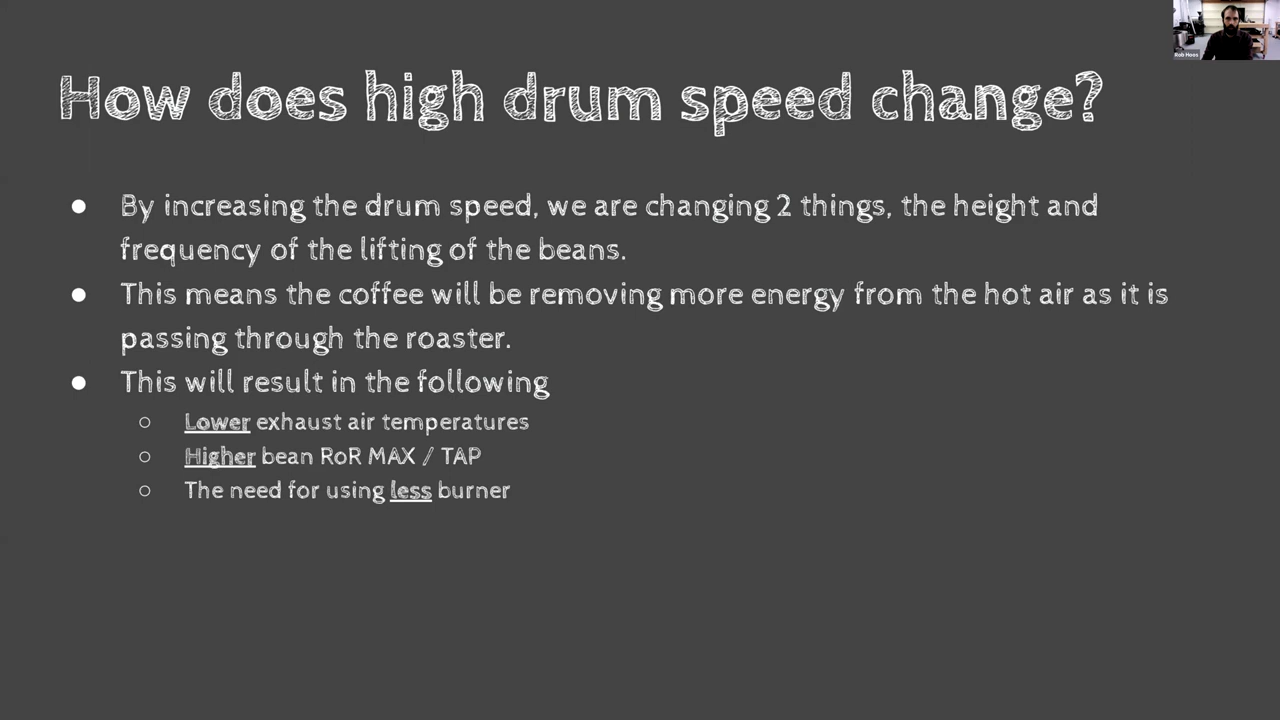 Rob Hoos
How does high drum speed change?
● By increasing the drum speed, we are changing 2 things, the height and
frequency of the lifting of the beans.
● This means the coffee will be removing more energy from the hot air as it is
passing through the roaster.
● This will result in the following
○ Lower exhaust air temperatures
○ Higher bean RoR MAX / TAP
○ The need for using less burner